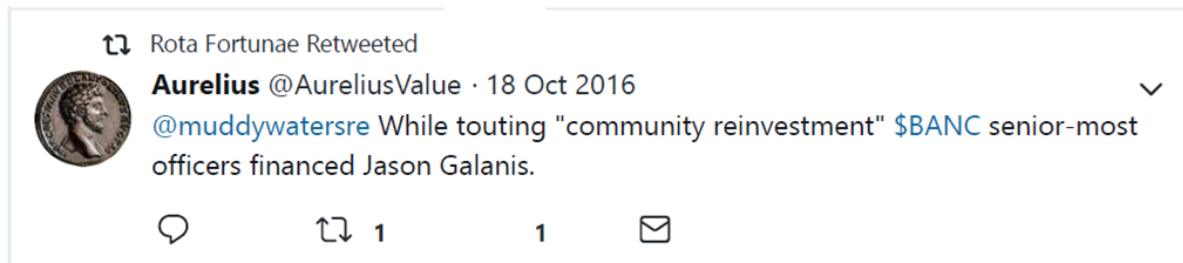 Rota Fortunae Retweeted
Aurelius @AureliusValue · 18 Oct 2016
@muddywatersre While touting "community reinvestment" $BANC senior-most
officers financed Jason Galanis.
1 1